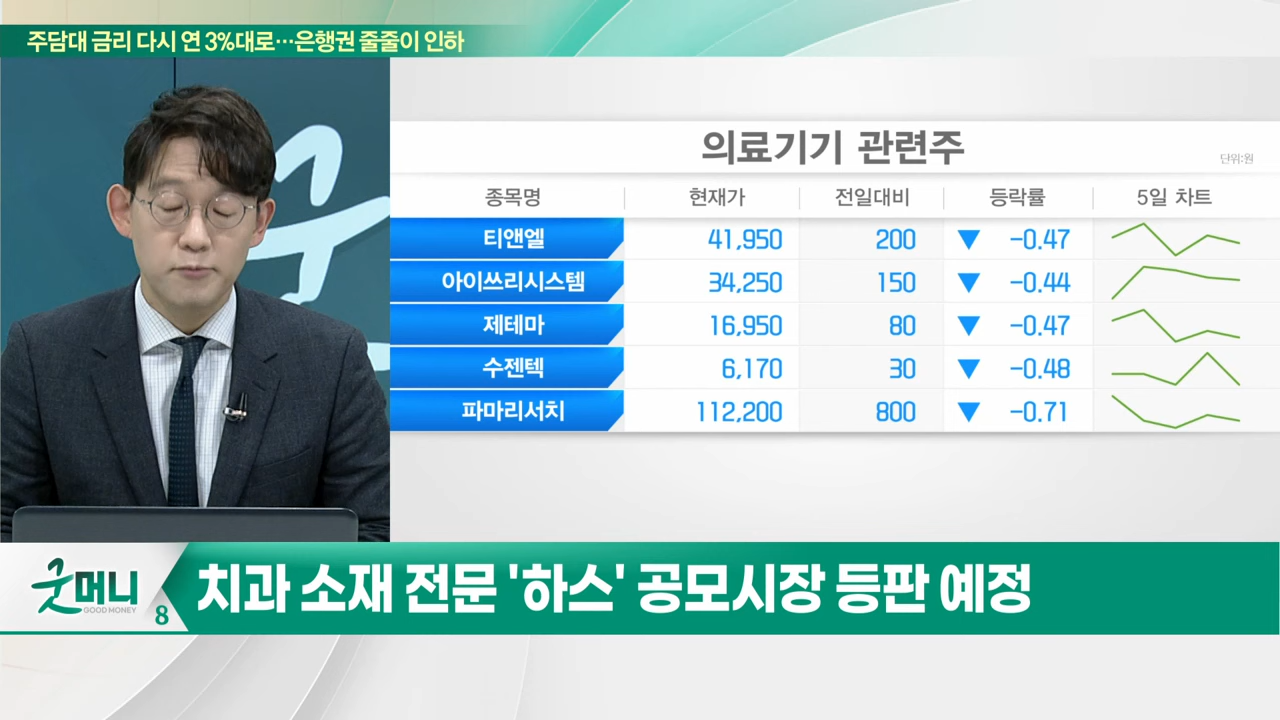 주담대 금리 다시 연 3%대로…은행권 줄줄이 인하
의료기기 관련주
단위:원
종목명 현재가 전일대비 등락률 5일 차트
티앤엘 41,950 200 ▼ -0.47
아이쓰리시스템 34,250 150 ▼ -0.44
제테마 16,950 80 ▼ -0.47
수젠텍 6,170 30 ▼ -0.48
파마리서치 112,200 800 ▼ -0.71
굿머니
GOOD MONEY
8
치과 소재 전문 '하스' 공모시장 등판 예정